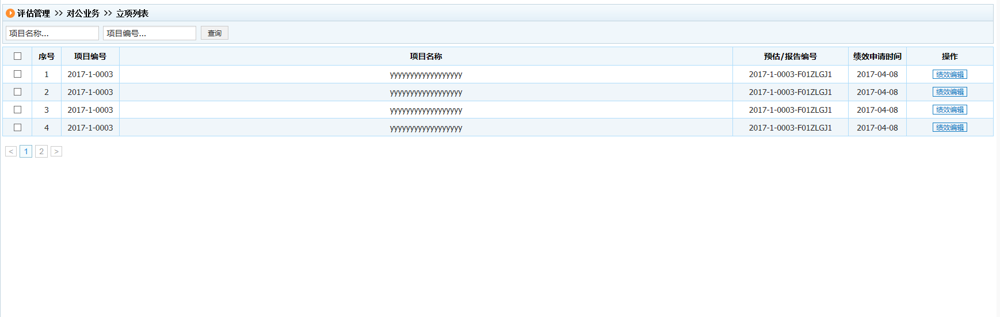 评估管理 >> 对公业务 >> 立项列表
项目名称... 项目编号... 查询
序号 项目编号 项目名称 预估/报告编号 绩效申请时间 操作
1 2017-1-0003 yyyyyyyyyyyyyyyyyy 2017-1-0003-F01ZLGJ1 2017-04-08 绩效编辑
2 2017-1-0003 yyyyyyyyyyyyyyyyyy 2017-1-0003-F01ZLGJ1 2017-04-08 绩效编辑
3 2017-1-0003 yyyyyyyyyyyyyyyyyy 2017-1-0003-F01ZLGJ1 2017-04-08 绩效编辑
4 2017-1-0003 yyyyyyyyyyyyyyyyyy 2017-1-0003-F01ZLGJ1 2017-04-08 绩效编辑
< 1 2 >